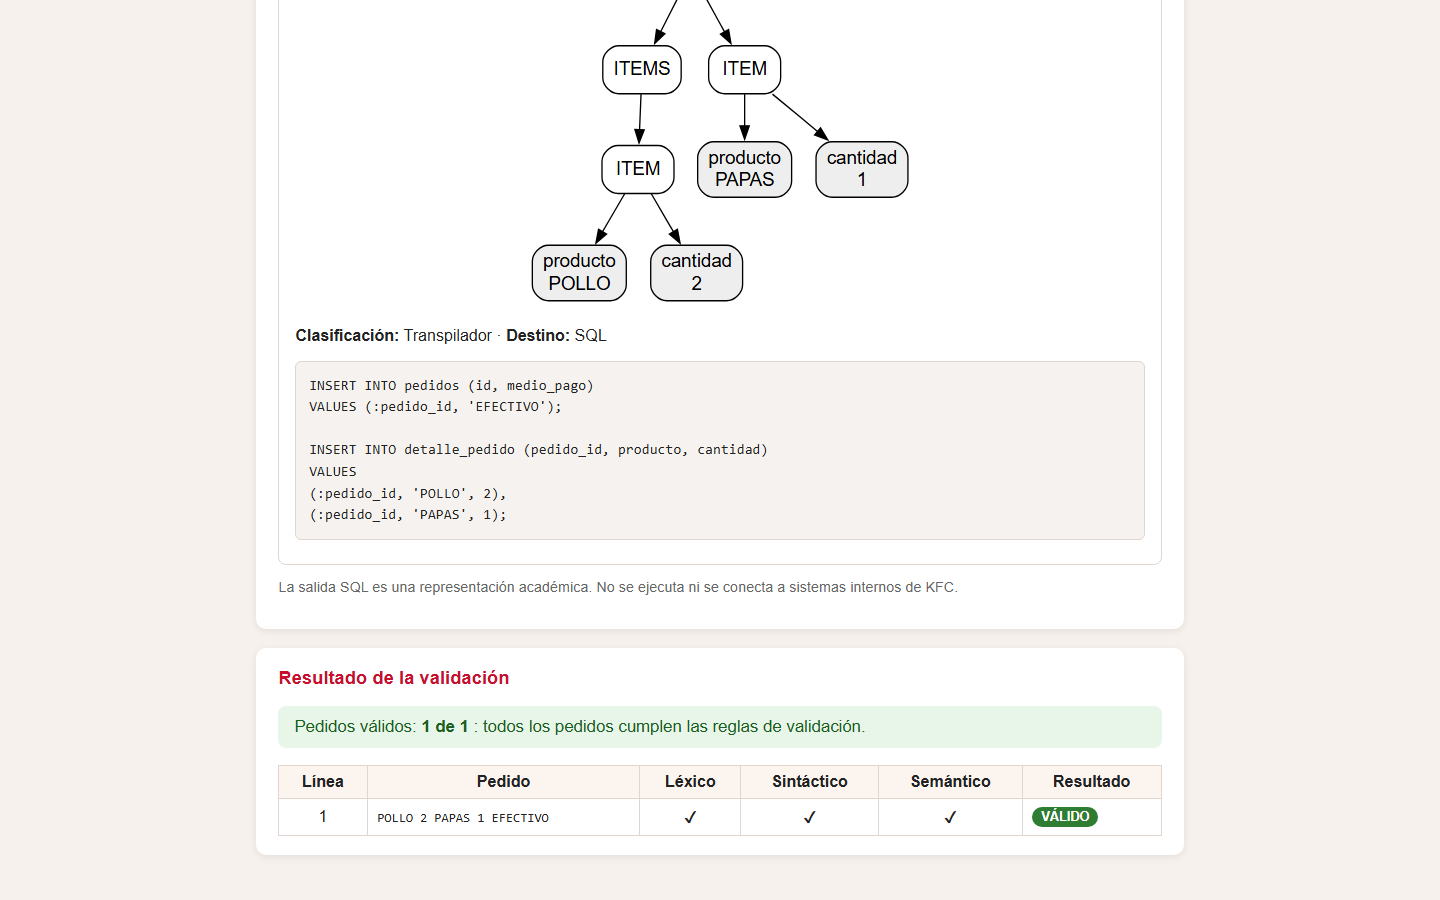 ITEMS
ITEM
ITEM
producto
PAPAS
cantidad
1
producto
POLLO
cantidad
2
Clasificación: Transpilador · Destino: SQL
INSERT INTO pedidos (id, medio_pago)
VALUES (:pedido_id, 'EFECTIVO');
INSERT INTO detalle_pedido (pedido_id, producto, cantidad)
VALUES
(:pedido_id, 'POLLO', 2),
(:pedido_id, 'PAPAS', 1);
La salida SQL es una representación académica. No se ejecuta ni se conecta a sistemas internos de KFC.
Resultado de la validación
Pedidos válidos: 1 de 1 : todos los pedidos cumplen las reglas de validación.
Línea Pedido Léxico Sintáctico Semántico Resultado
1 POLLO 2 PAPAS 1 EFECTIVO ✓ ✓ ✓ VÁLIDO